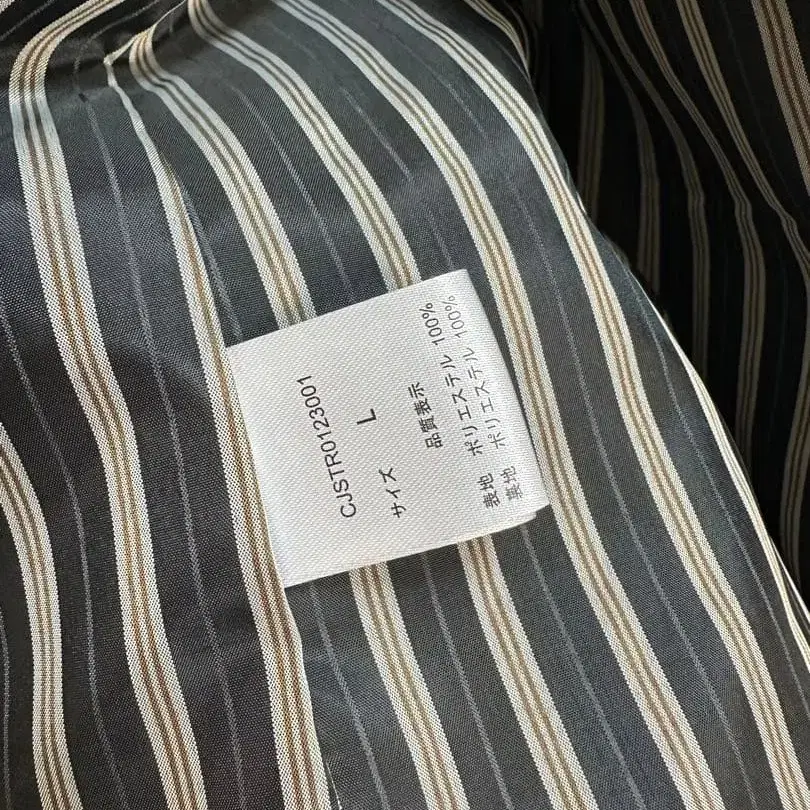 CJSTR0123001
サイズ L
品質表示
表地 ポリエステル 100%
裏地 ポリエステル 100%